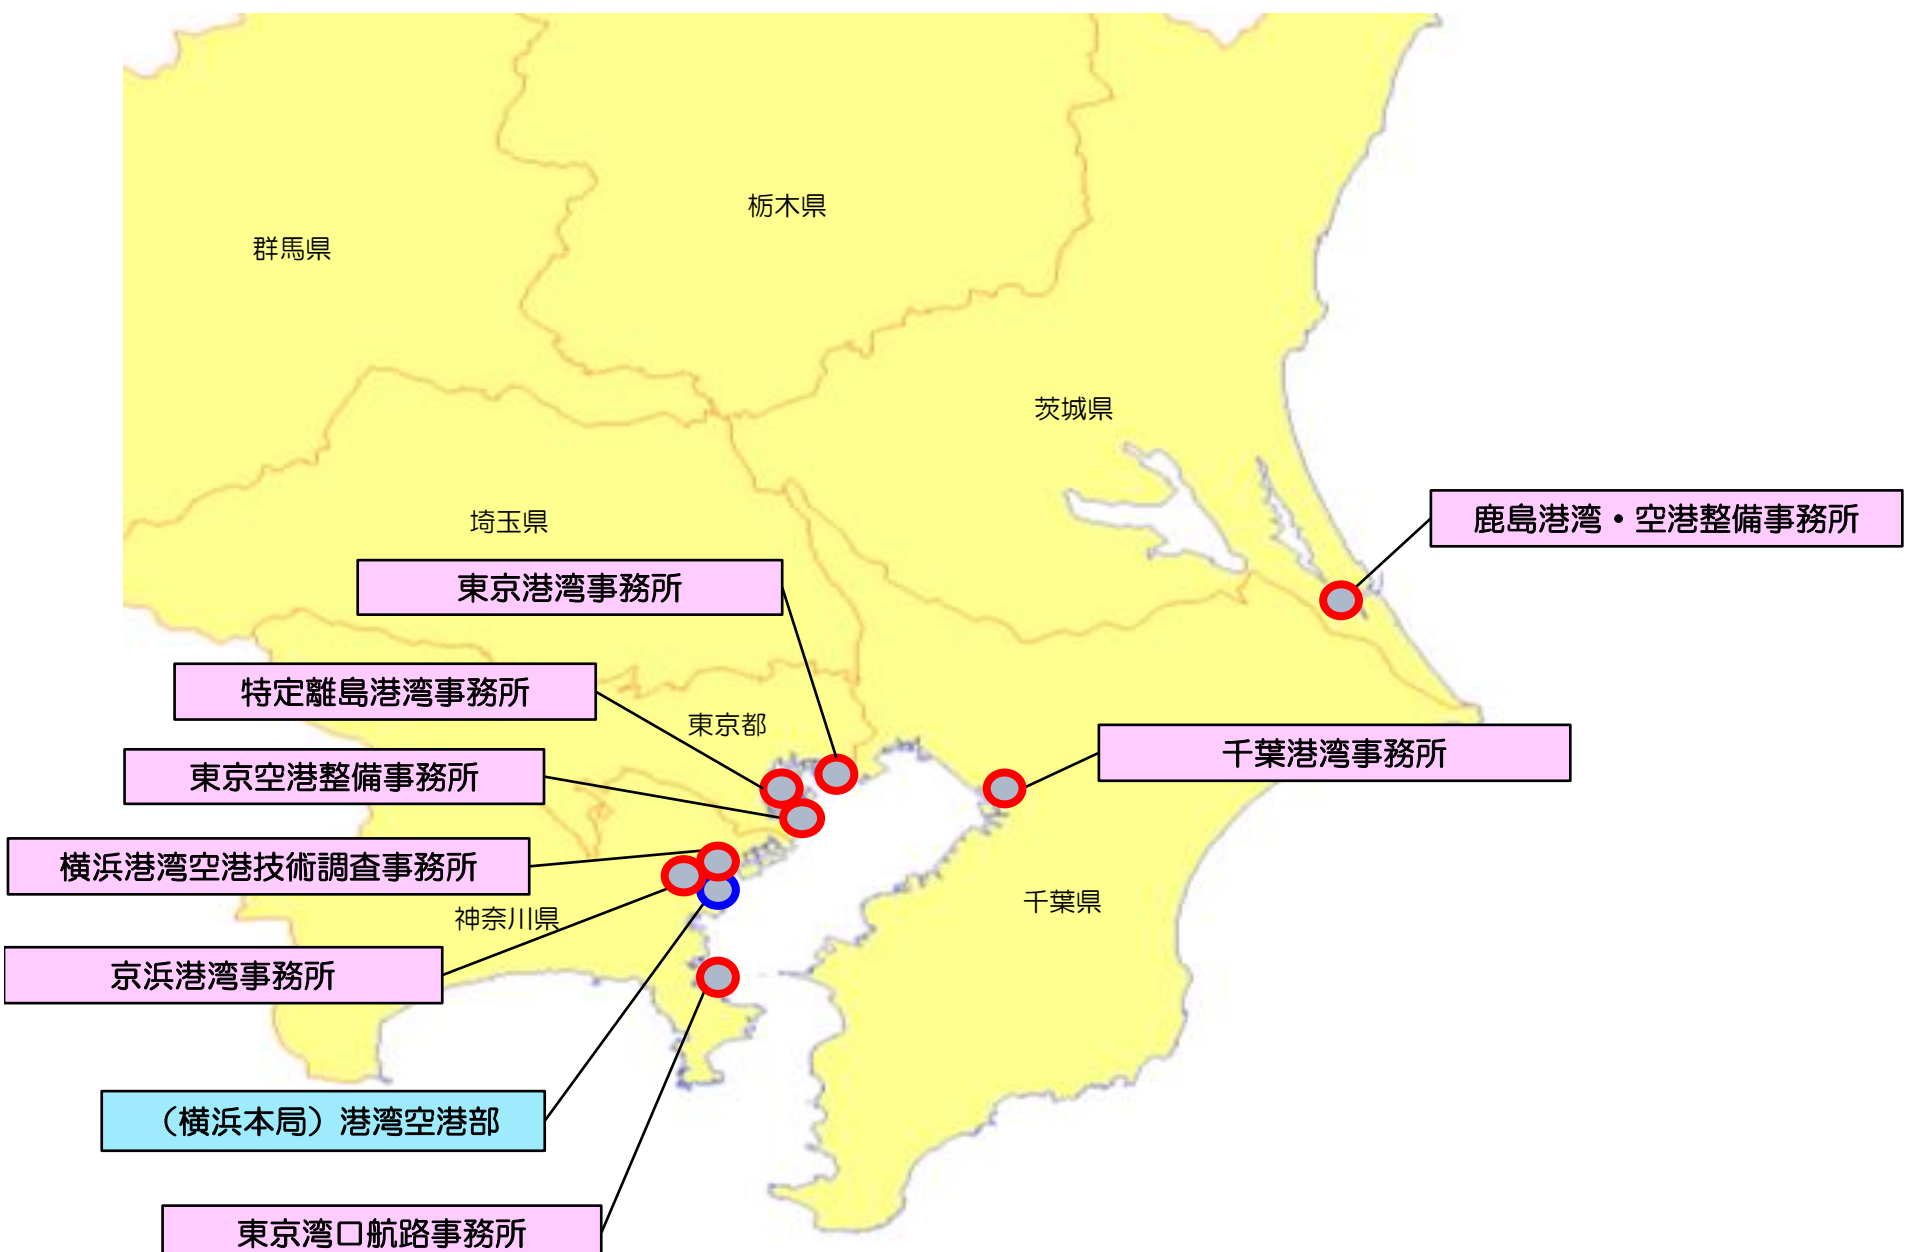 栃木県
群馬県
茨城県
埼玉県
鹿島港湾・空港整備事務所
東京港湾事務所
特定離島港湾事務所
東京都
千葉港湾事務所
東京空港整備事務所
横浜港湾空港技術調査事務所
千葉県
神奈川県
京浜港湾事務所
（横浜本局）港湾空港部
東京湾口航路事務所